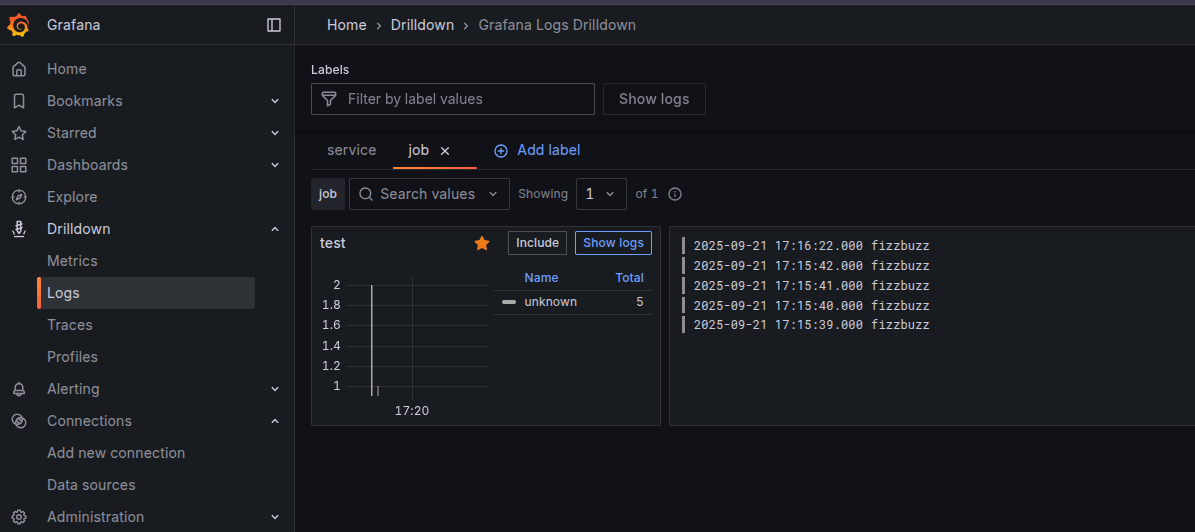 Grafana
Home › Drilldown › Grafana Logs Drilldown
Home
Bookmarks
Starred
Dashboards
Explore
Drilldown
Metrics
Logs
Traces
Profiles
Alerting
Connections
Add new connection
Data sources
Administration
Labels
Filter by label values
Show logs
service
job
Add label
job
Search values
Showing
1
of 1
test
Include
Show logs
2
1.8
1.6
1.4
1.2
1
17:20
Name Total
unknown 5
2025-09-21 17:16:22.000 fizzbuzz
2025-09-21 17:15:42.000 fizzbuzz
2025-09-21 17:15:41.000 fizzbuzz
2025-09-21 17:15:40.000 fizzbuzz
2025-09-21 17:15:39.000 fizzbuzz